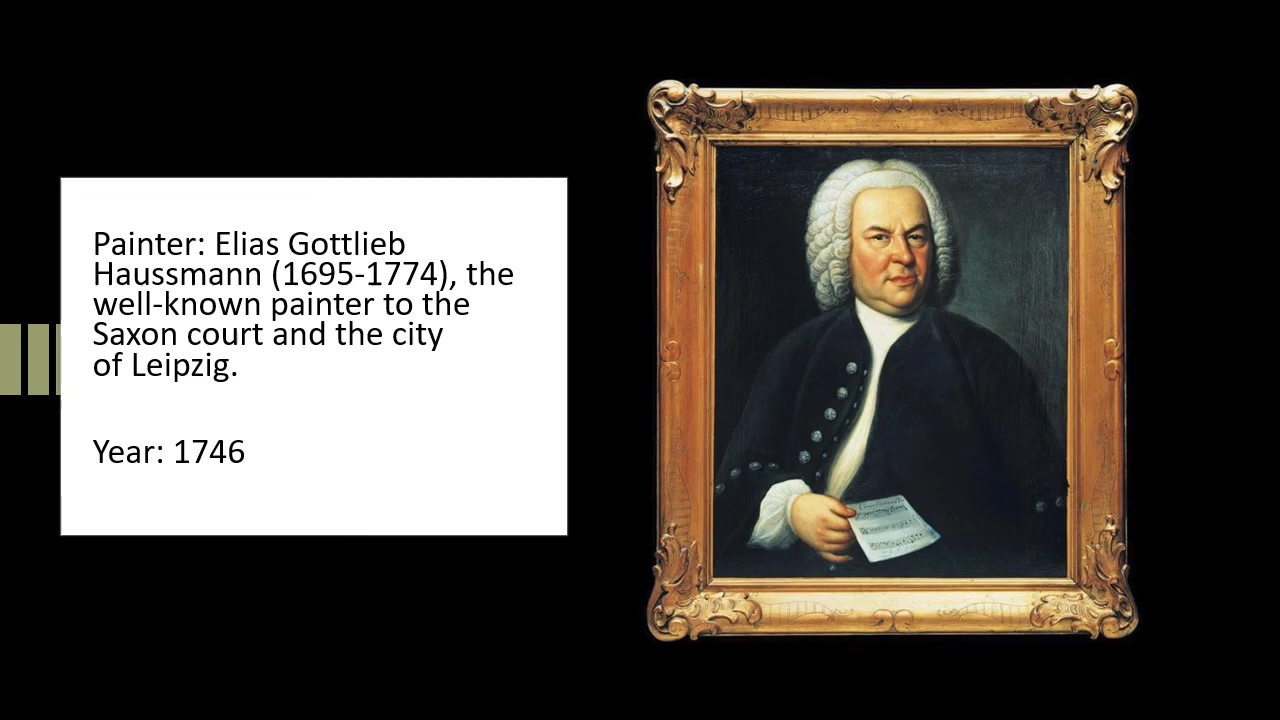 Painter: Elias Gottlieb
Haussmann (1695-1774), the
well-known painter to the
Saxon court and the city
of Leipzig.
Year: 1746